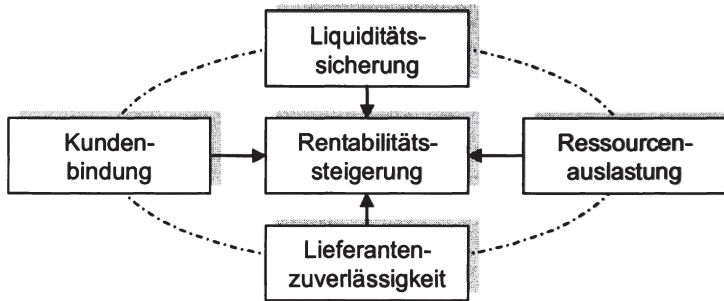 Liquiditäts-
sicherung
Kunden-
bindung
Rentabilitäts-
steigerung
Ressourcen-
auslastung
Lieferanten-
zuverlässigkeit